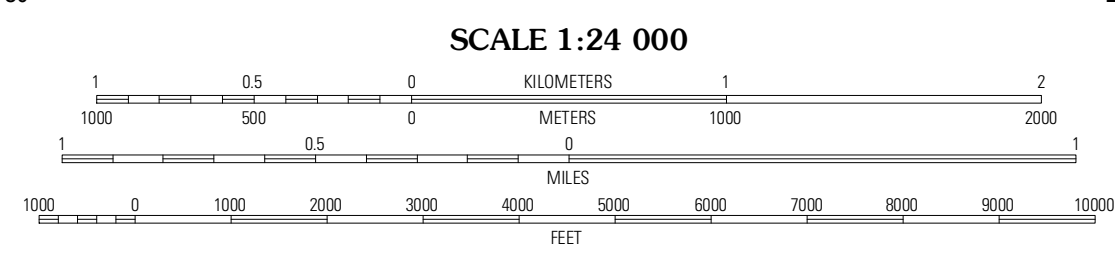 SCALE 1:24 000
1 0.5 0 KILOMETERS 1 2
1000 500 0 METERS 1000 2000
1 0.5 0 1
MILES
1000 0 1000 2000 3000 4000 5000 6000 7000 8000 9000 10000
FEET